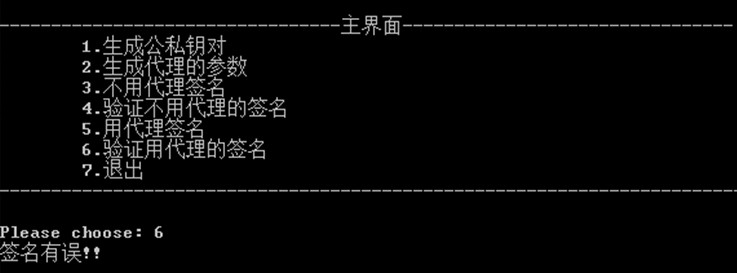 --------------------------------主界面--------------------------------
1.生成公私钥对
2.生成代理的参数
3.不用代理签名
4.验证不用代理的签名
5.用代理签名
6.验证用代理的签名
7.退出
------------------------------------------------------------------------
Please choose: 6
签名有误!!